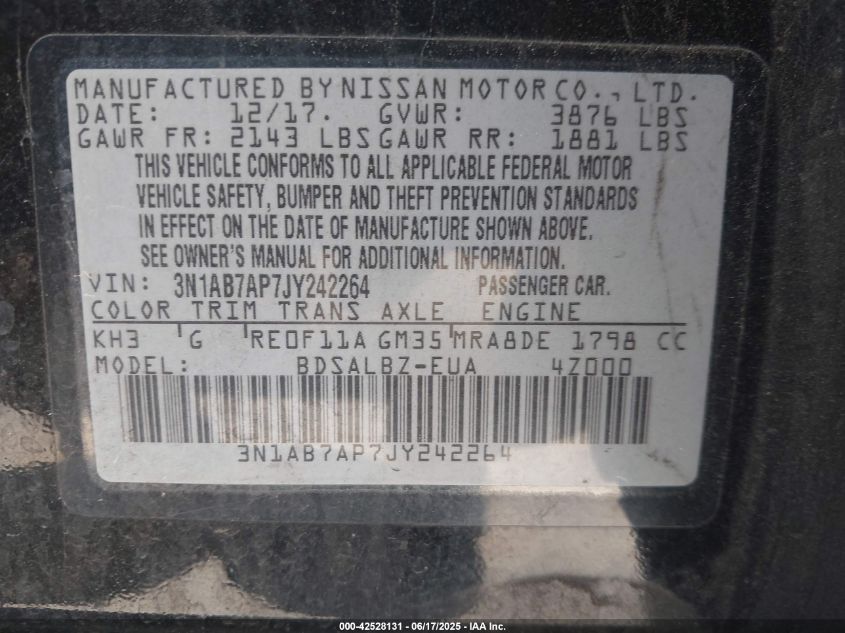 MANUFACTURED BY NISSAN MOTOR CO., LTD.
DATE: 12/17. GVWR: 3876 LBS
GAWR FR: 2143 LBS GAWR RR: 1881 LBS
THIS VEHICLE CONFORMS TO ALL APPLICABLE FEDERAL MOTOR
VEHICLE SAFETY, BUMPER AND THEFT PREVENTION STANDARDS
IN EFFECT ON THE DATE OF MANUFACTURE SHOWN ABOVE.
SEE OWNER'S MANUAL FOR ADDITIONAL INFORMATION.
VIN: 3N1AB7AP7JY242264 PASSENGER CAR.
COLOR TRIM TRANS AXLE ENGINE
KH3 G RE0F11A GM35 MRA8DE 1798 CC
MODEL: BDSALBZ-EUA 4Z000
3N1AB7AP7JY242264
000-42528131 - 06/17/2025 - IAA Inc.